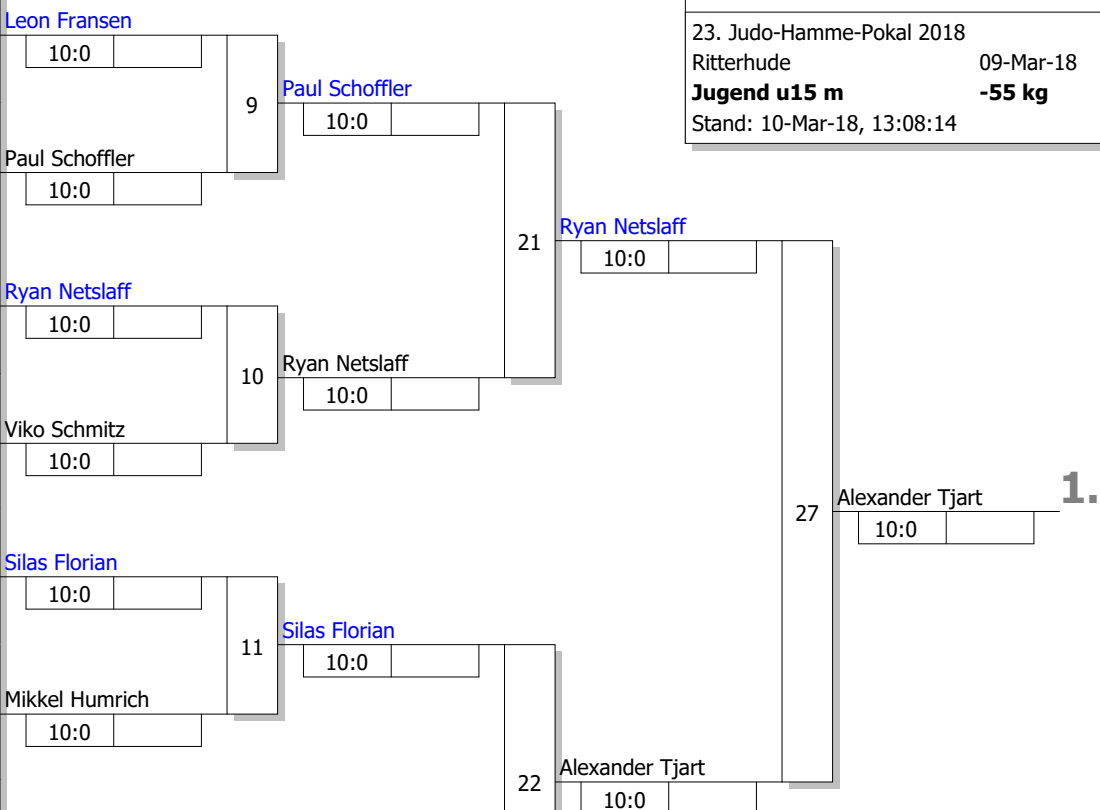 23. Judo-Hamme-Pokal 2018
Ritterhude 09-Mar-18
Jugend u15 m -55 kg
Stand: 10-Mar-18, 13:08:14
Leon Fransen
10:0
9
Paul Schoffler
10:0
Paul Schoffler
10:0
21
Ryan Netslaff
10:0
Ryan Netslaff
10:0
10
Ryan Netslaff
10:0
Viko Schmitz
10:0
27
Alexander Tjart
1.
10:0
Silas Florian
10:0
11
Silas Florian
10:0
Mikkel Humrich
10:0
22
Alexander Tjart
10:0